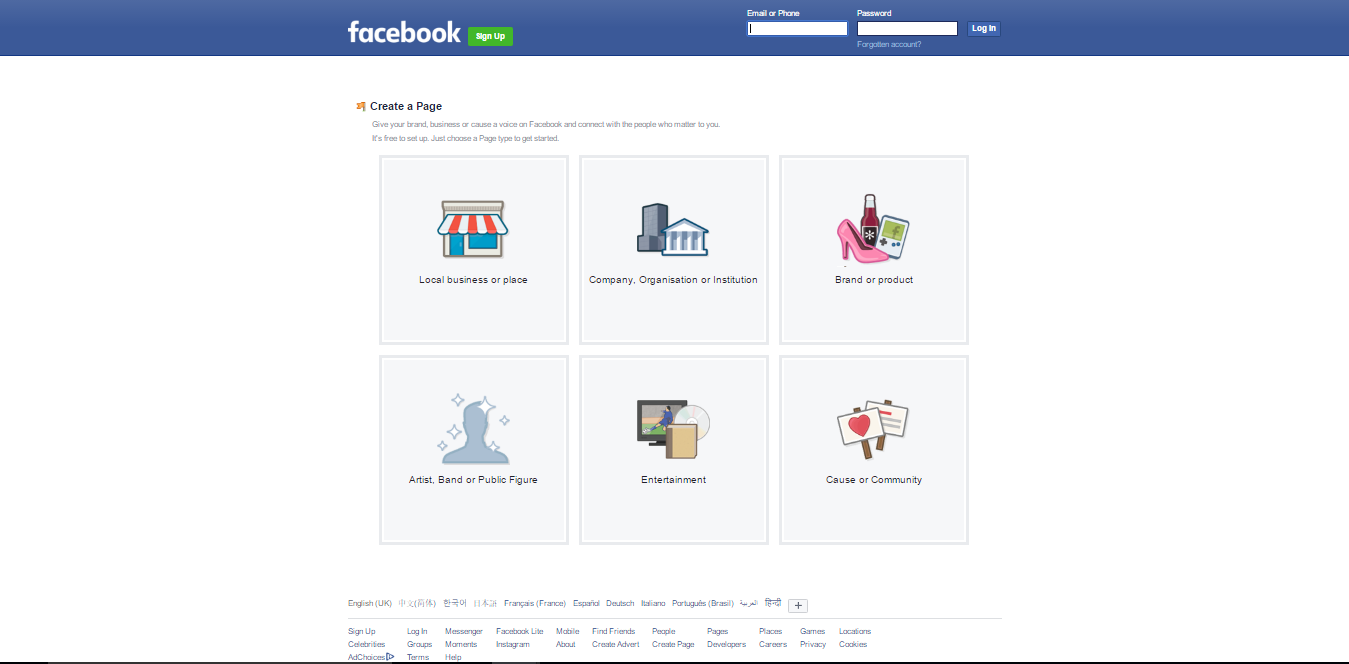 facebook Sign Up
Email or Phone Password
Log In
Forgotten account?
Create a Page
Give your brand, business or cause a voice on Facebook and connect with the people who matter to you.
It's free to set up. Just choose a Page type to get started.
Local business or place
Company, Organisation or Institution
Brand or product
Artist, Band or Public Figure
Entertainment
Cause or Community
English (UK) 中文(简体) 한국어 日本語 Français (France) Español Deutsch Italiano Português (Brasil) العربية हिन्दी +
Sign Up Log In Messenger Facebook Lite Mobile Find Friends People Pages Places Games Locations
Celebrities Groups Moments Instagram About Create Advert Create Page Developers Careers Privacy Cookies
AdChoices Terms Help